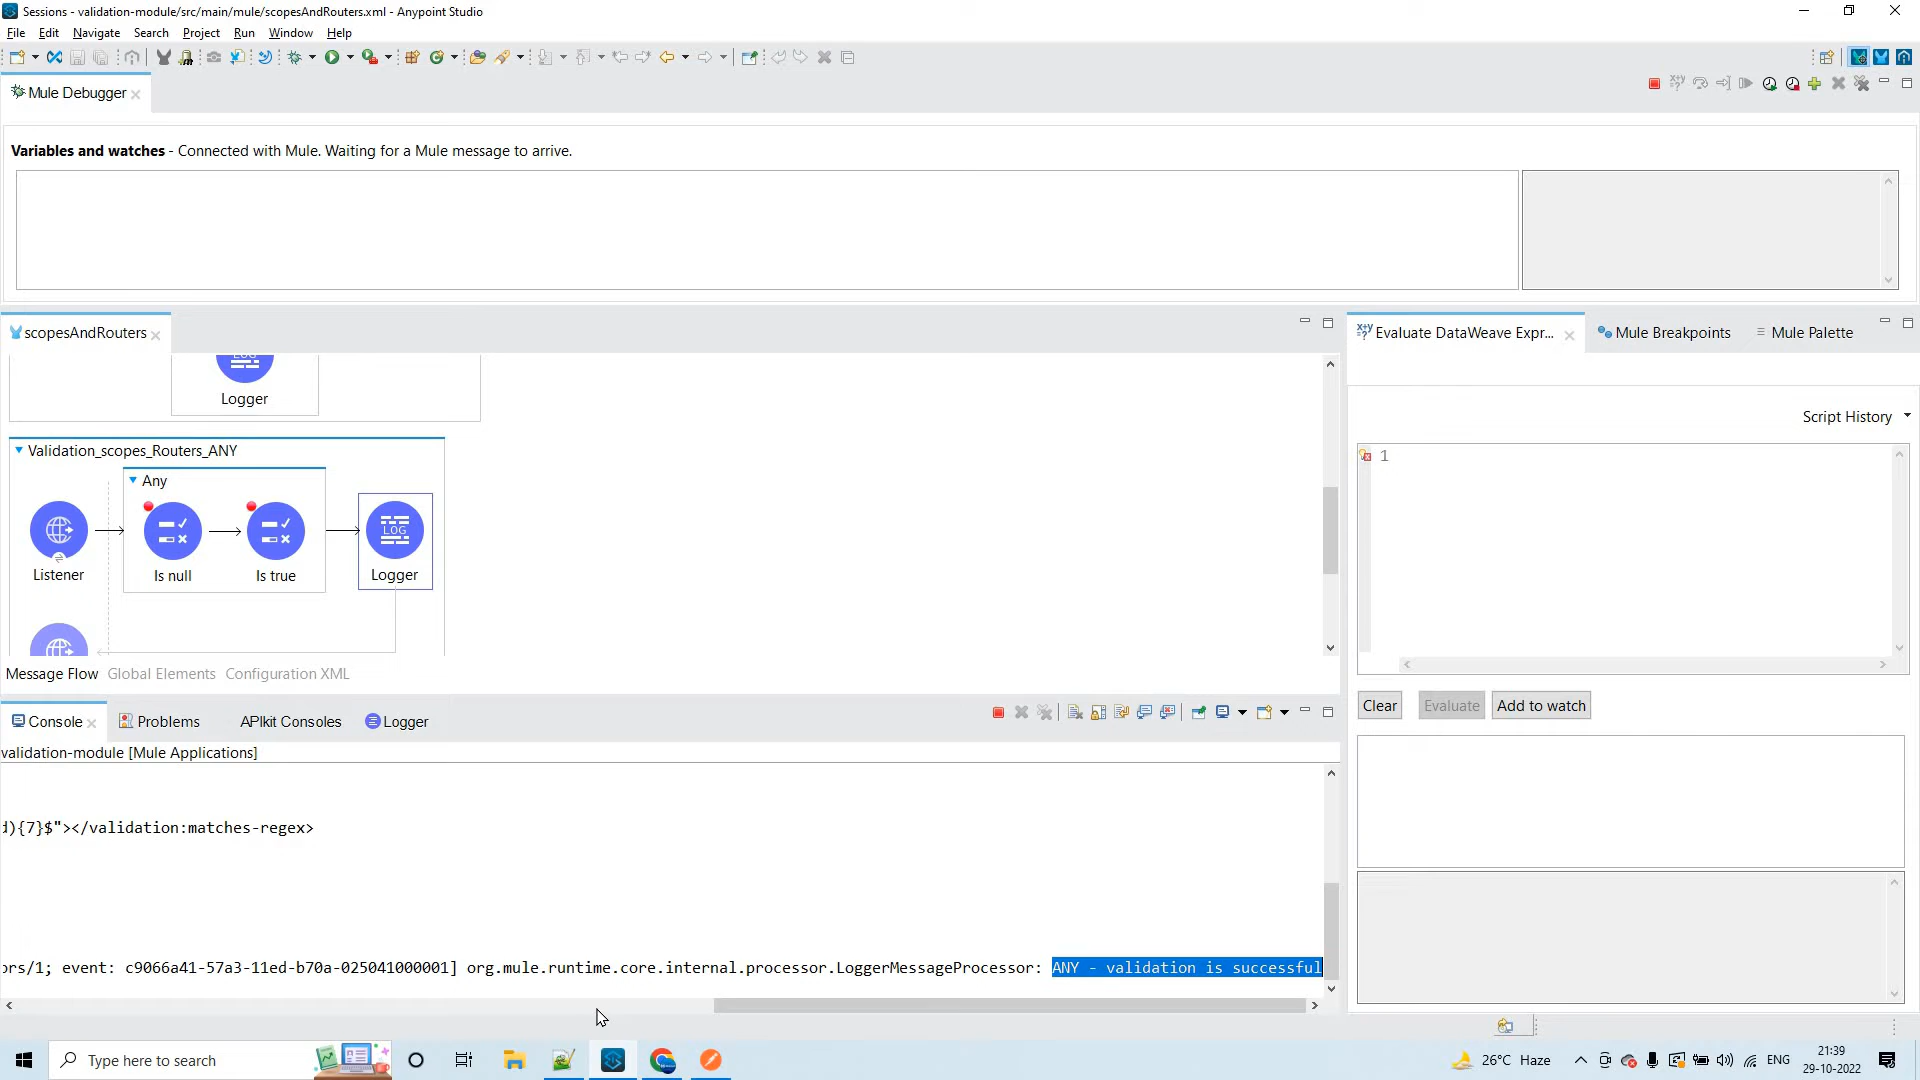 Sessions - validation-module/src/main/mule/scopesAndRouters.xml - Anypoint Studio
File Edit Navigate Search Project Run Window Help
Mule Debugger
Variables and watches - Connected with Mule. Waiting for a Mule message to arrive.
scopesAndRouters
Evaluate DataWeave Expr... Mule Breakpoints Mule Palette
Script History
1
Logger
Validation_scopes_Routers_ANY
Any
LOG
Listener Is null Is true Logger
Message Flow Global Elements Configuration XML
Clear Evaluate Add to watch
Console Problems APIkit Consoles Logger
validation-module [Mule Applications]
d){7}$"></validation:matches-regex>
ors/1; event: c9066a41-57a3-11ed-b70a-025041000001] org.mule.runtime.core.internal.processor.LoggerMessageProcessor: ANY - validation is successful
Type here to search
26°C Haze
ENG
21:39
29-10-2022